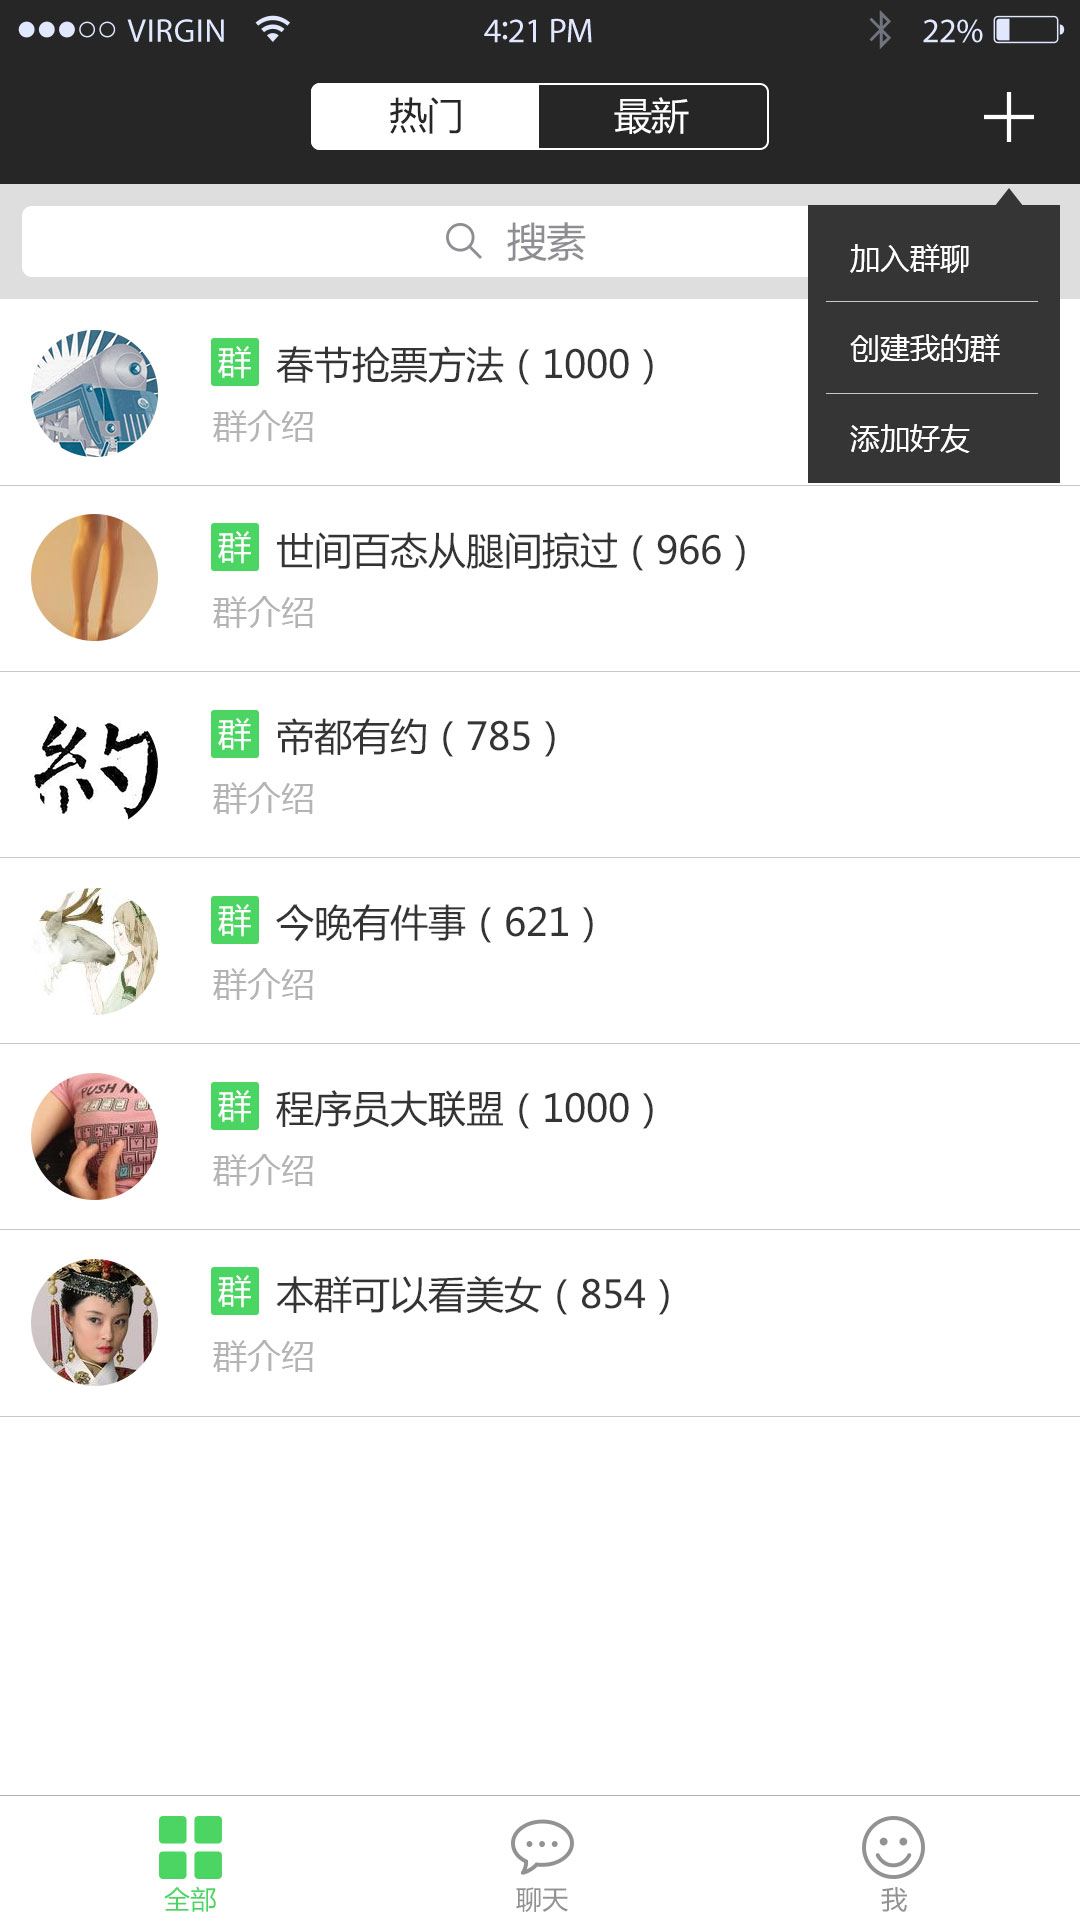 VIRGIN 4:21 PM 22%
热门 最新
搜素
加入群聊
创建我的群
添加好友
群 春节抢票方法（1000）
群介绍
群 世间百态从腿间掠过（966）
群介绍
約
群 帝都有约（785）
群介绍
群 今晚有件事（621）
群介绍
PUSH
群 程序员大联盟（1000）
群介绍
群 本群可以看美女（854）
群介绍
全部 聊天 我